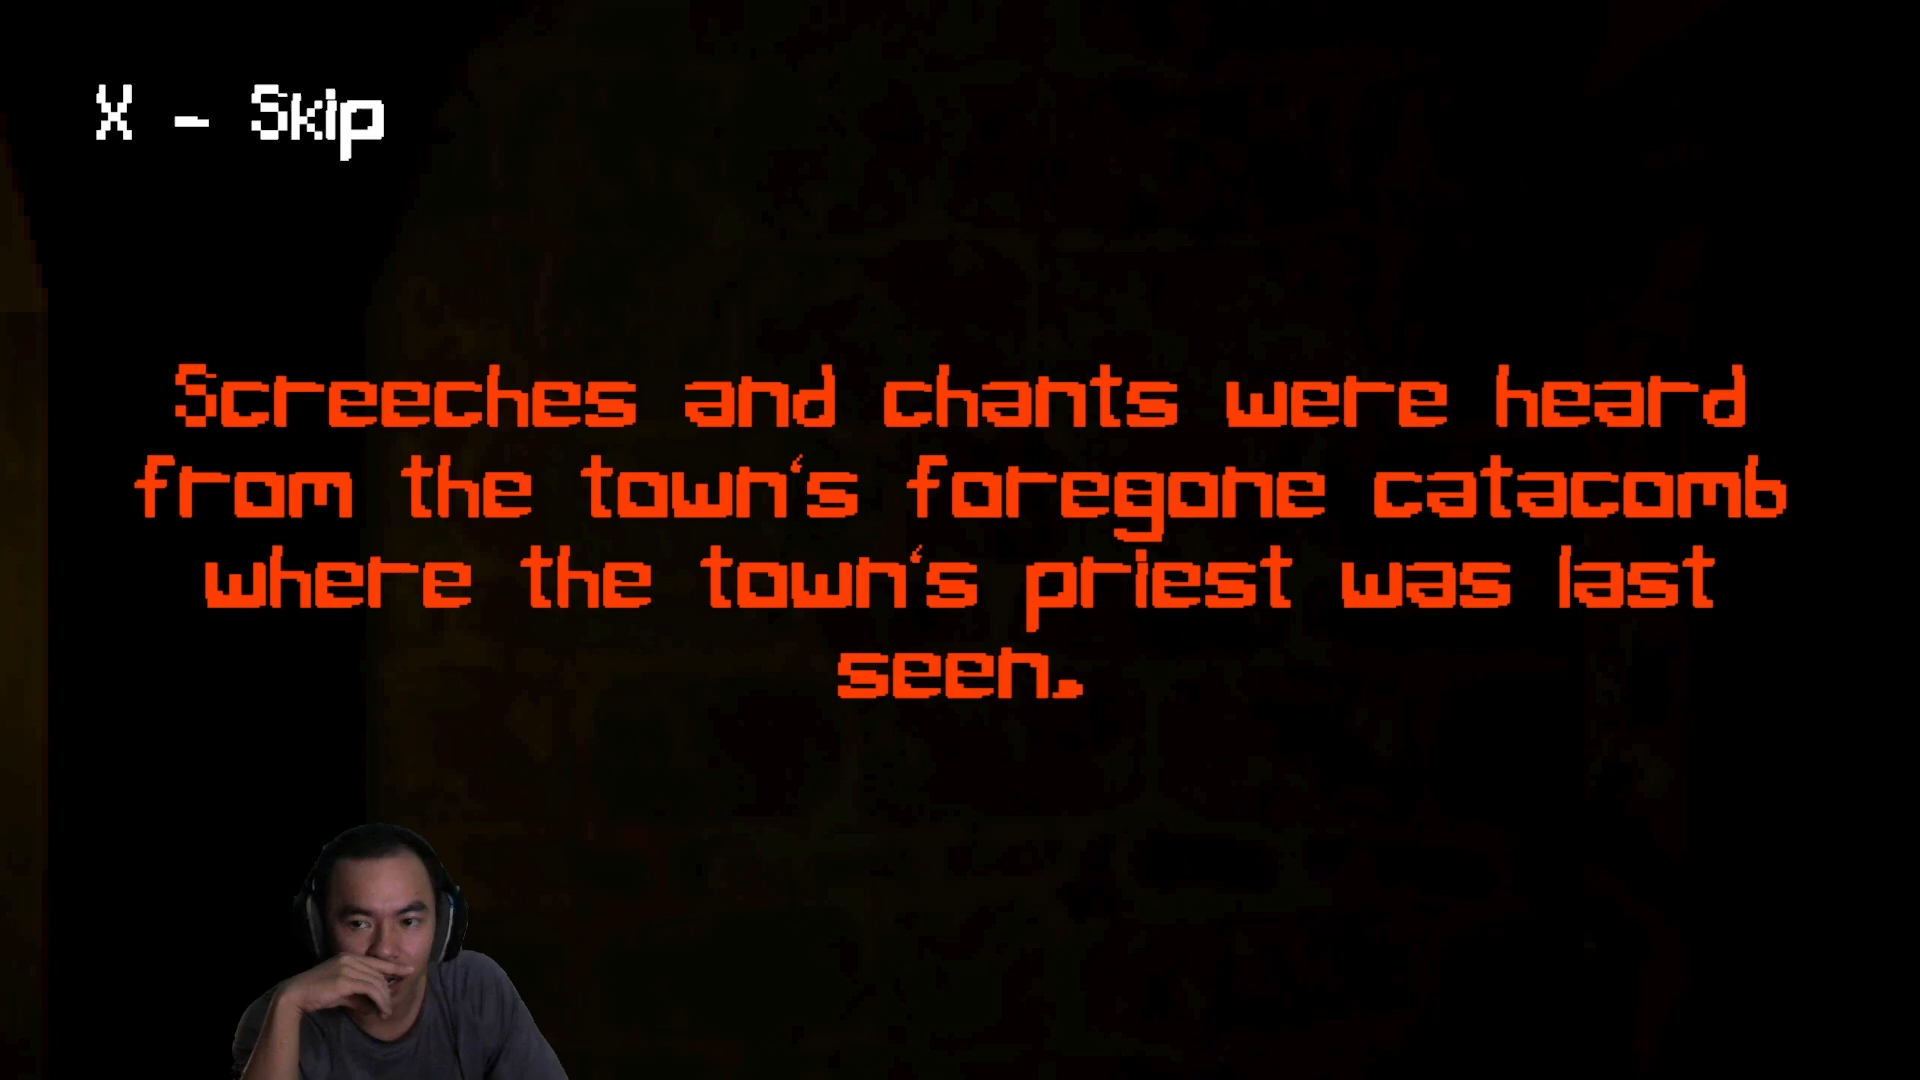 X - Skip
Screeches and chants were heard
from the town's foregone catacomb
where the town's priest was last
seen.